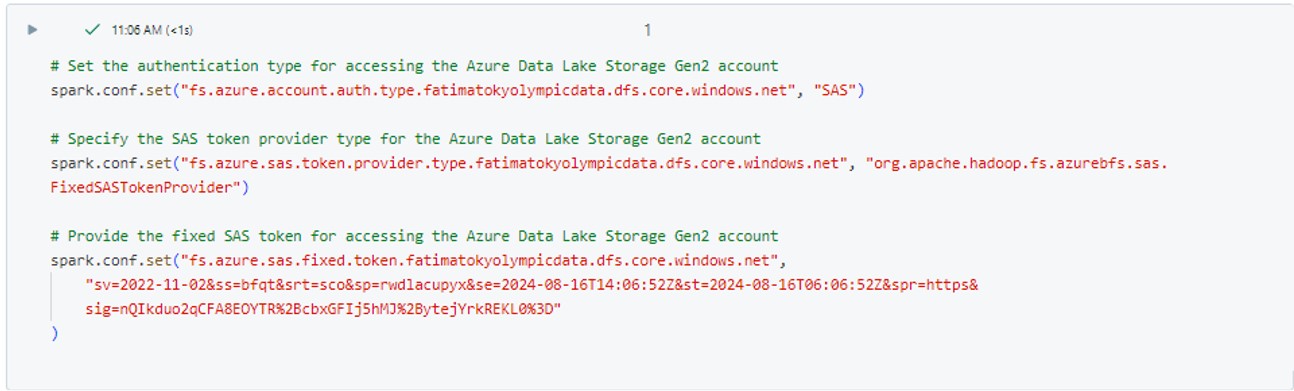 11:06 AM (<1s)
1
# Set the authentication type for accessing the Azure Data Lake Storage Gen2 account
spark.conf.set("fs.azure.account.auth.type.fatimatokyolympicdata.dfs.core.windows.net", "SAS")
# Specify the SAS token provider type for the Azure Data Lake Storage Gen2 account
spark.conf.set("fs.azure.sas.token.provider.type.fatimatokyolympicdata.dfs.core.windows.net", "org.apache.hadoop.fs.azurebfs.sas.
FixedSASTokenProvider")
# Provide the fixed SAS token for accessing the Azure Data Lake Storage Gen2 account
spark.conf.set("fs.azure.sas.fixed.token.fatimatokyolympicdata.dfs.core.windows.net",
"sv=2022-11-02&ss=bfqt&srt=sco&sp=rwdlacupyx&se=2024-08-16T14:06:52Z&st=2024-08-16T06:06:52Z&spr=https&
sig=nQIkduo2qCFA8EOYTR%2BcbxGFIj5hMJ%2BytejYrkREKL0%3D"
)